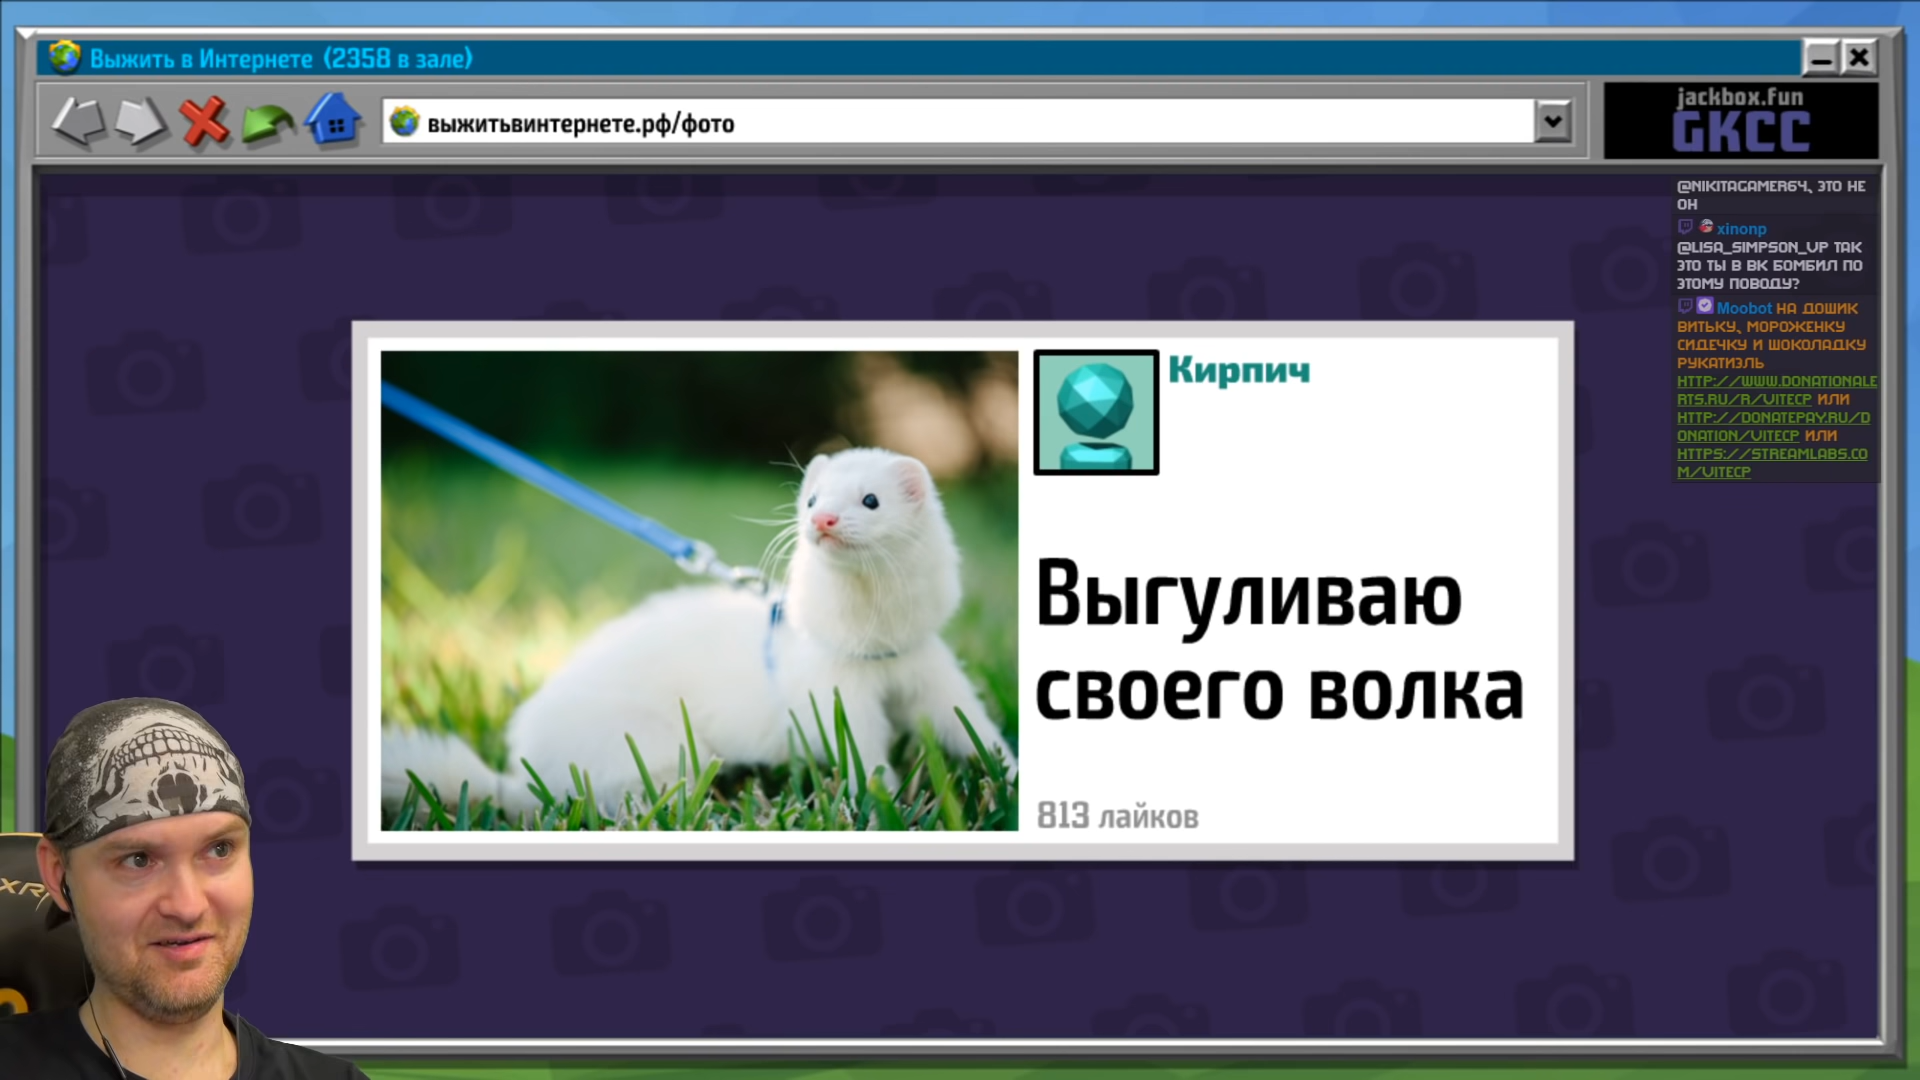 Выжить в Интернете (2358 в зале)
выжитьвинтернете.рф/фото
jackbox.fun
GKCC
@NIKITAGAMER64, ЭТО НЕ
ОН
xinonp
@LISA_SIMPSON_UP ТАК
ЭТО ТЫ В ВК БОМБИЛ ПО
ЭТОМУ ПОВОДУ?
Moobot НА ДОШИК
ВИТЬКУ, МОРОЖЕНКУ
СИДЕЧКУ И ШОКОЛАДКУ
РУКАТИЭЛЬ
HTTP://WWW.DONATIONALE
RTS.RU/R/VITECP ИЛИ
HTTP://DONATEPAY.RU/D
ONATION/VITECP ИЛИ
HTTPS://STREAMLABS.CO
M/VITECP
Кирпич
Выгуливаю
своего волка
813 лайков